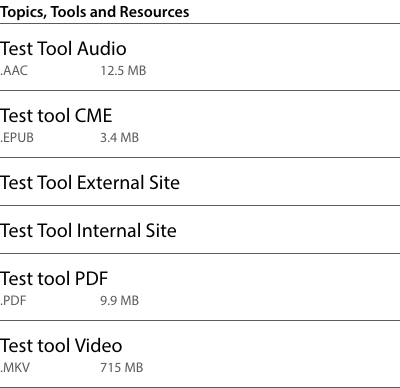 Topics, Tools and Resources
Test Tool Audio
.AAC 12.5 MB
Test tool CME
.EPUB 3.4 MB
Test Tool External Site
Test Tool Internal Site
Test tool PDF
.PDF 9.9 MB
Test tool Video
.MKV 715 MB